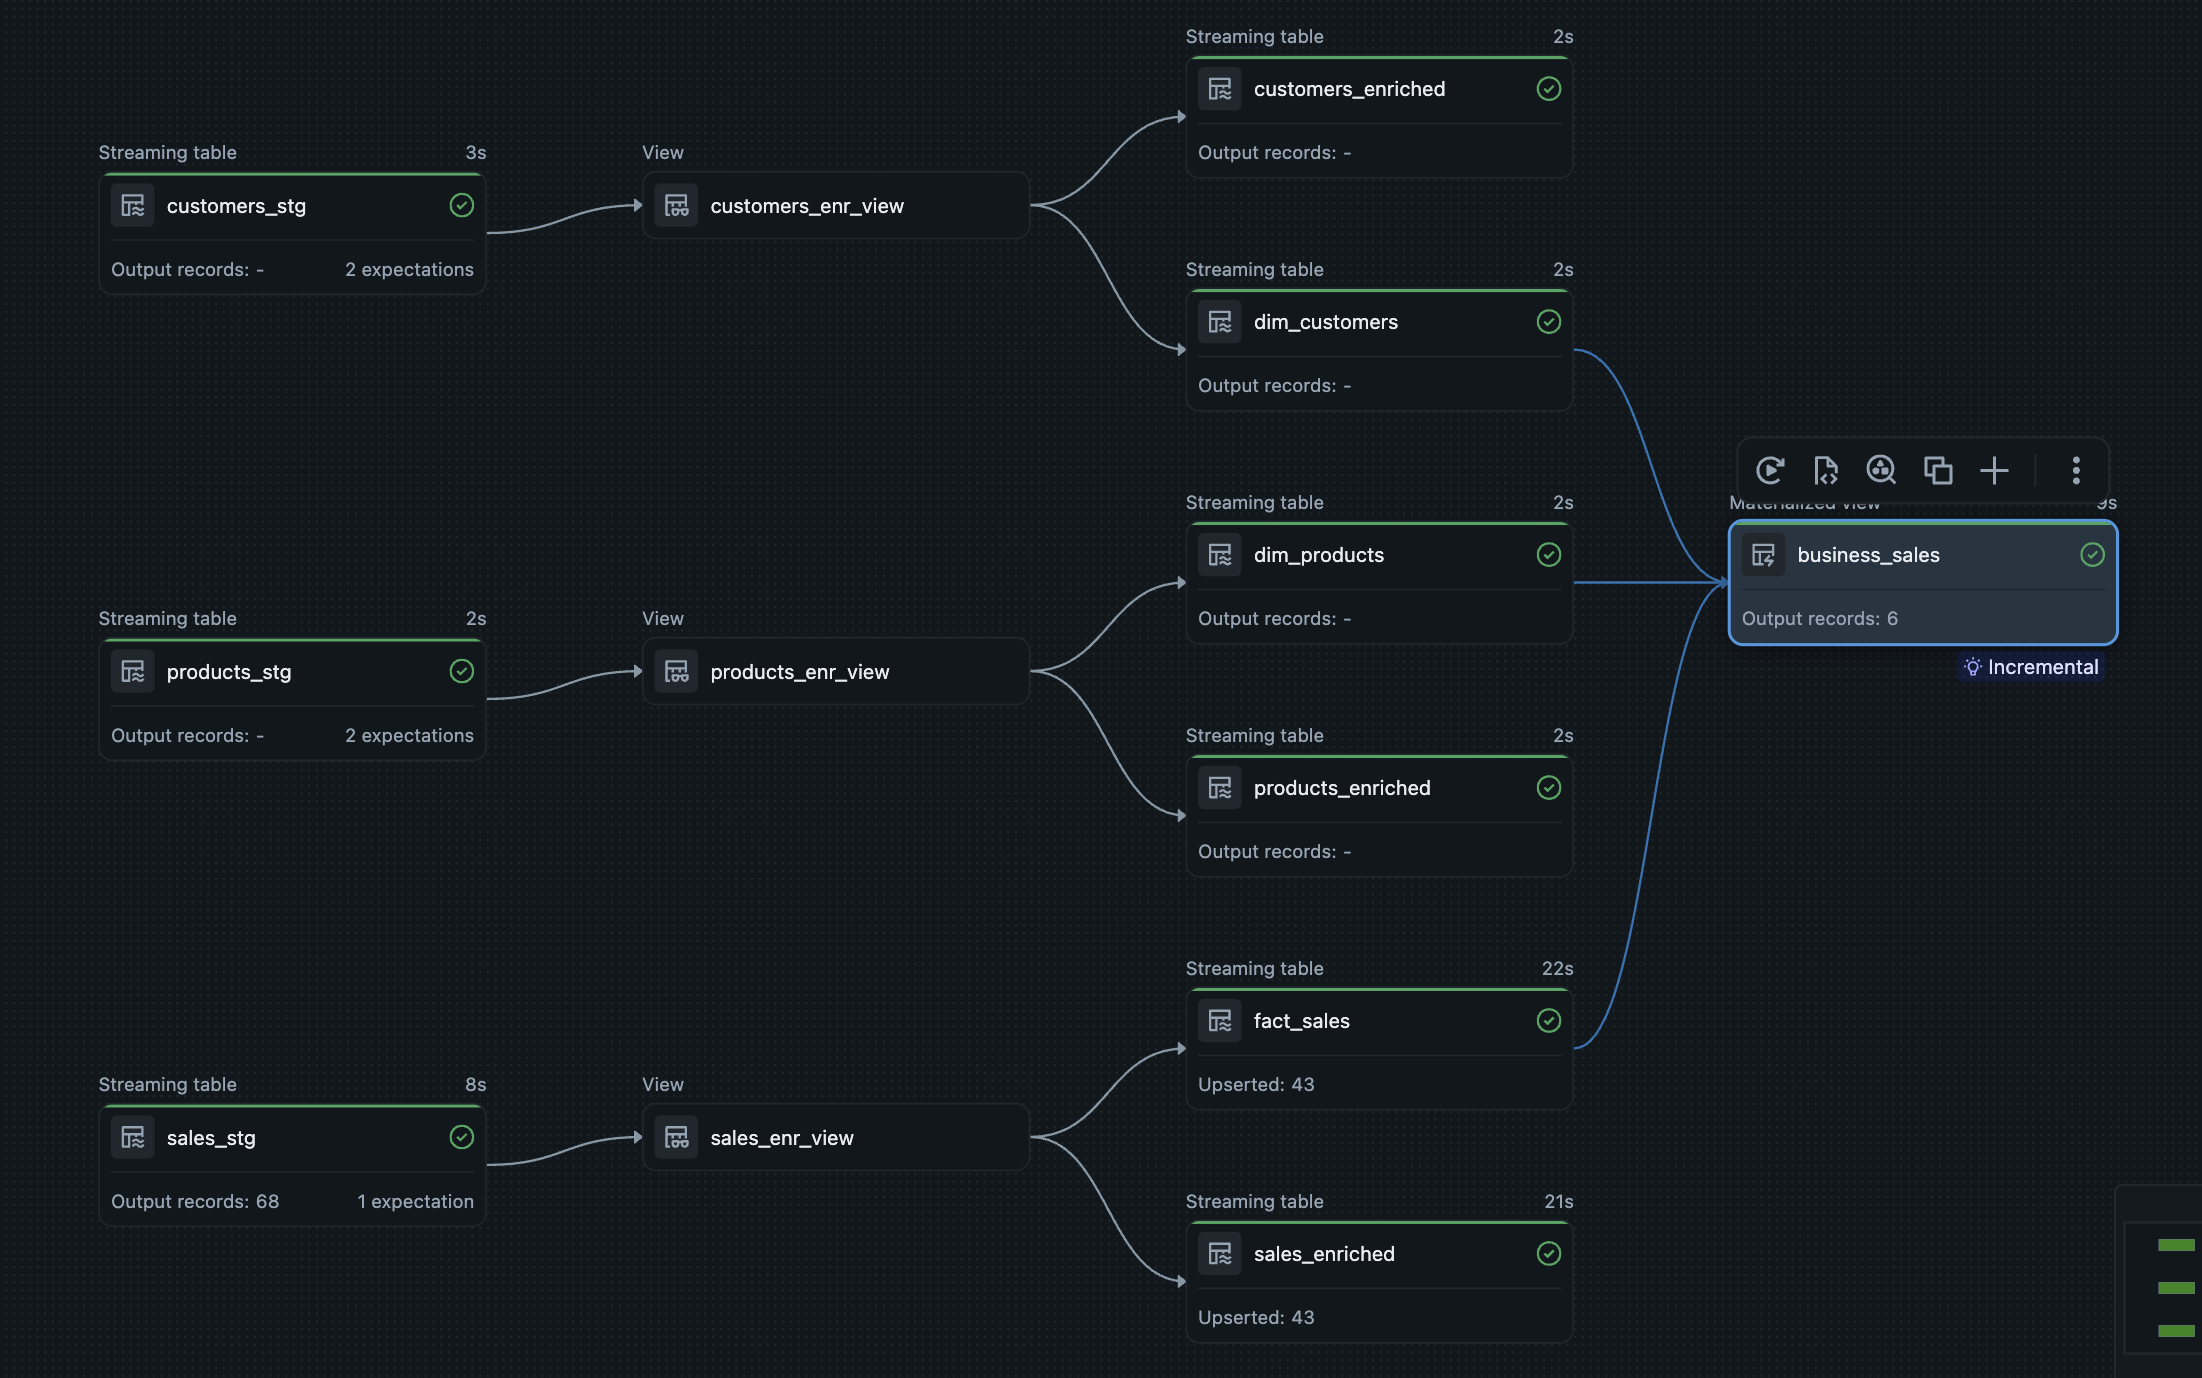 Streaming table 3s
customers_stg
Output records: - 2 expectations
View
customers_enr_view
Streaming table 2s
customers_enriched
Output records: -
Streaming table 2s
dim_customers
Output records: -
Streaming table 2s
products_stg
Output records: - 2 expectations
View
products_enr_view
Streaming table 2s
dim_products
Output records: -
Streaming table 2s
products_enriched
Output records: -
Streaming table 8s
sales_stg
Output records: 68 1 expectation
View
sales_enr_view
Streaming table 22s
fact_sales
Upserted: 43
Streaming table 21s
sales_enriched
Upserted: 43
Materialized view 9s
business_sales
Output records: 6
Incremental